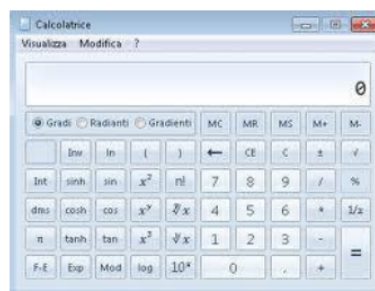 Calcolatrice
Visualizza Modifica ?
0
Gradi Radianti Gradienti MC MR MS M+ M-
Inv ln ( ) ← CE C ± √
Int sinh sin x² n! 7 8 9 / %
dms cosh cos xʸ ʸ√x 4 5 6 * 1/x
π tanh tan x³ ³√x 1 2 3 - =
F-E Exp Mod log 10ˣ 0 , +